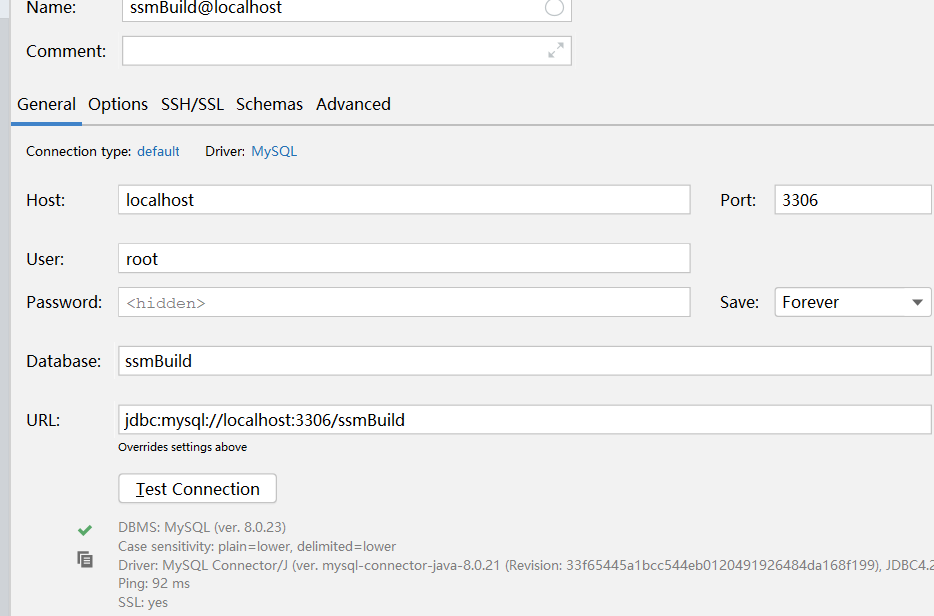 Name: ssmBuild@localhost
Comment:
General Options SSH/SSL Schemas Advanced
Connection type: default Driver: MySQL
Host: localhost Port: 3306
User: root
Password: <hidden> Save: Forever
Database: ssmBuild
URL: jdbc:mysql://localhost:3306/ssmBuild
Overrides settings above
Test Connection
DBMS: MySQL (ver. 8.0.23)
Case sensitivity: plain=lower, delimited=lower
Driver: MySQL Connector/J (ver. mysql-connector-java-8.0.21 (Revision: 33f65445a1bcc544eb0120491926484da168f199), JDBC4.2
Ping: 92 ms
SSL: yes